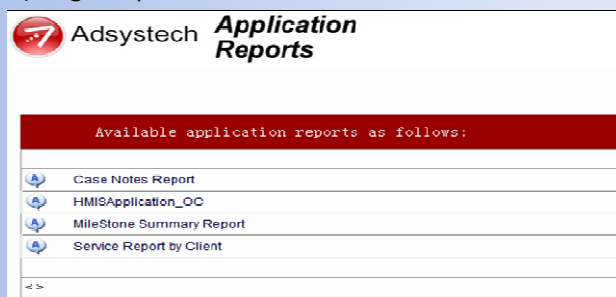 Adsystech Application
Reports
Available application reports as follows:
Case Notes Report
HMISApplication_OC
MileStone Summary Report
Service Report by Client
<>